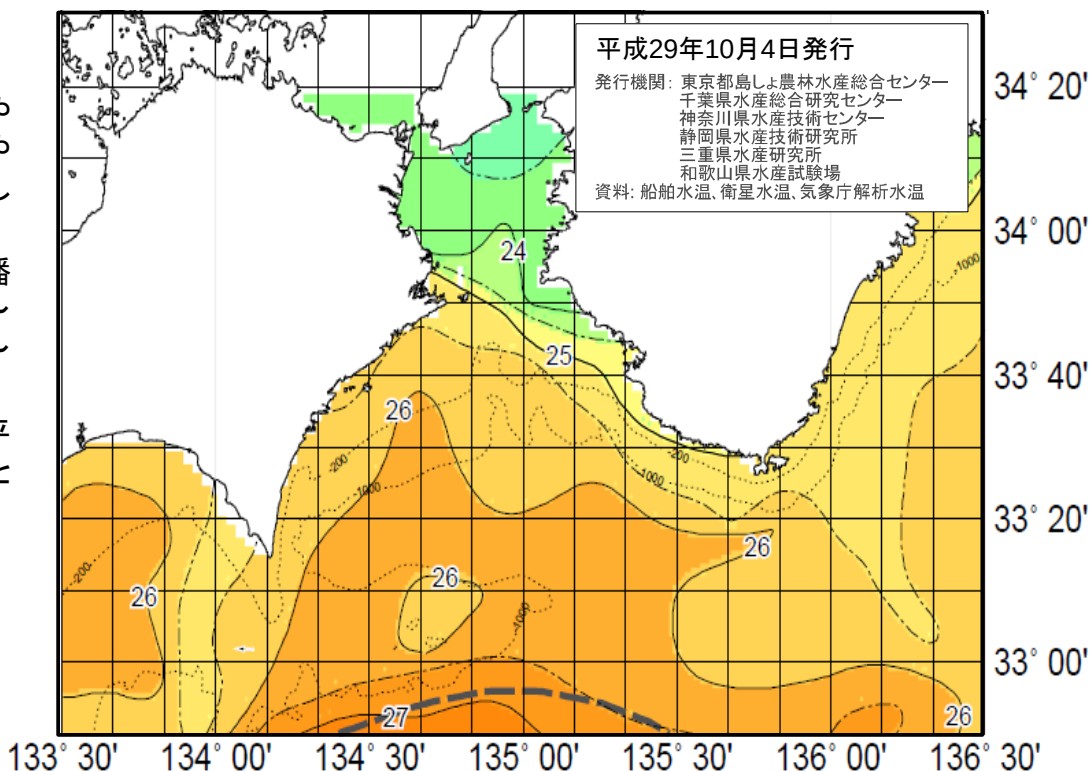 平成29年10月4日発行
発行機関: 東京都島しょ農林水産総合センター
千葉県水産総合研究センター
神奈川県水産技術センター
静岡県水産技術研究所
三重県水産研究所
和歌山県水産試験場
資料: 船舶水温、衛星水温、気象庁解析水温
34° 20'
34° 00'
33° 40'
33° 20'
33° 00'
24
25
26
26
26
26
26
27
-1000
-200
-1000
-200
-1000
-200
-1000
133° 30'
134° 00'
134° 30'
135° 00'
135° 30'
136° 00'
136° 30'
も
し